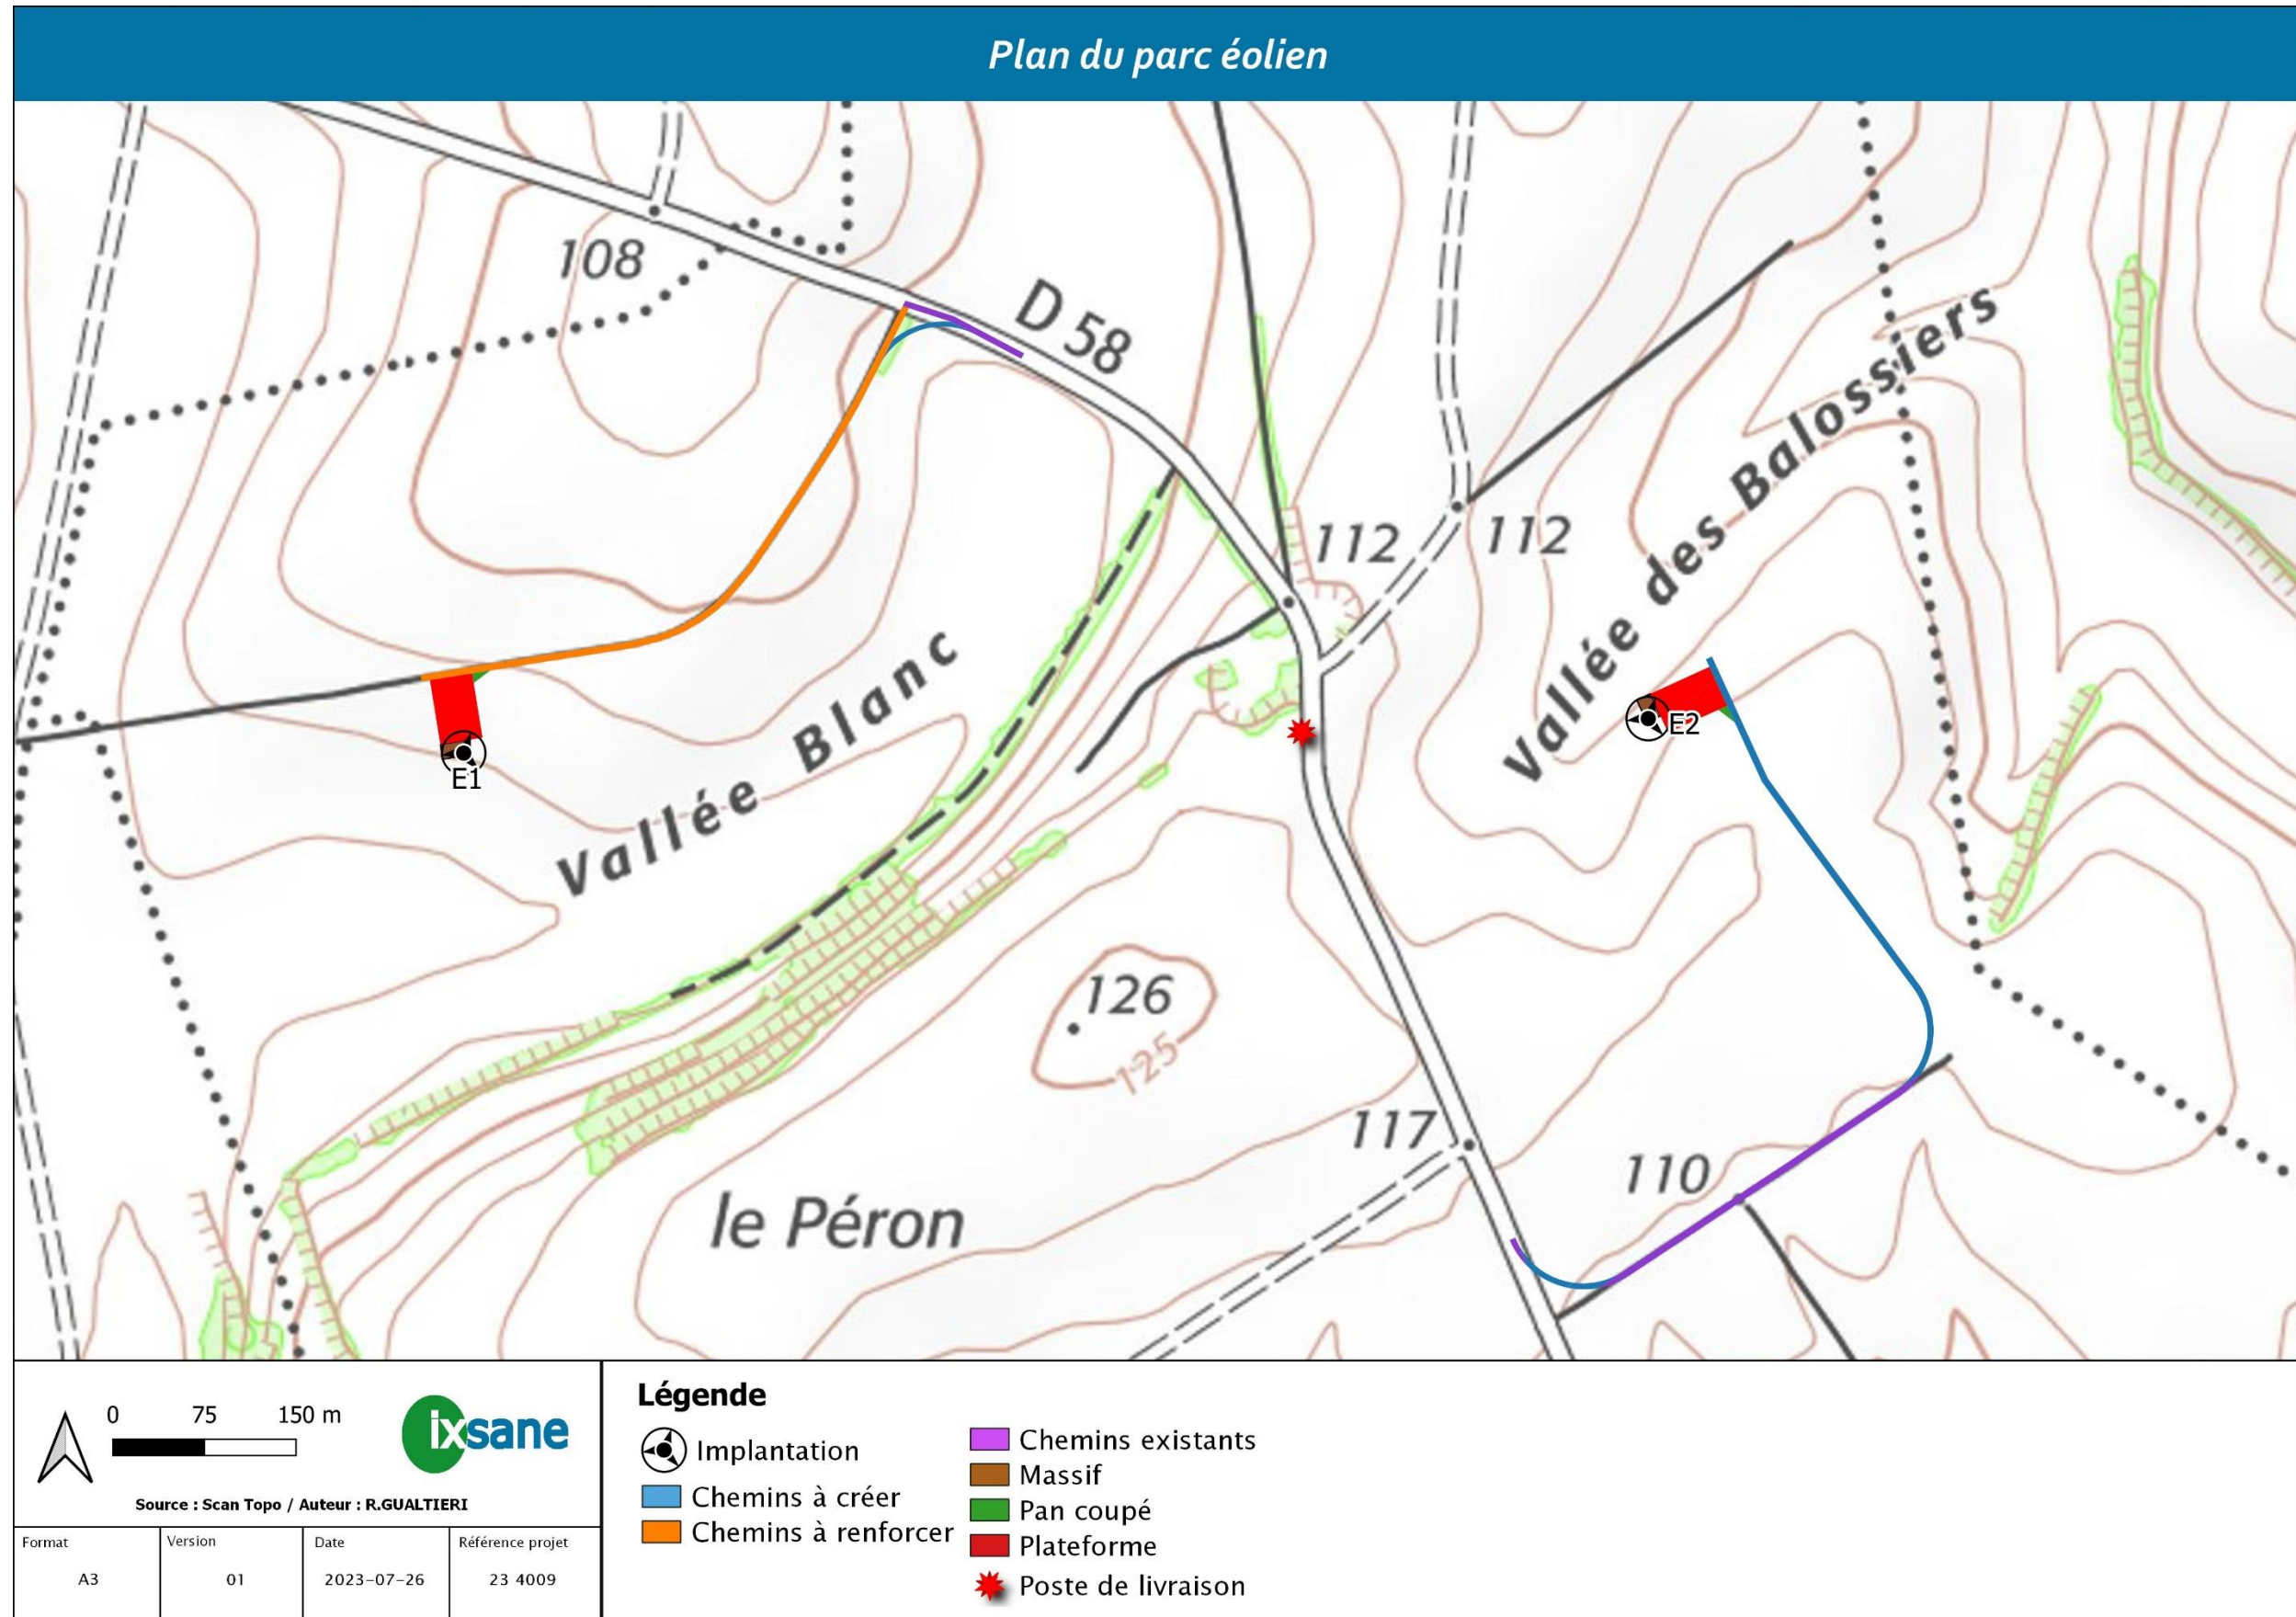 Plan du parc éolien
108
D 58
112
112
Vallée des Balossiers
Vallée Blanc
E1
E2
126
125
117
110
le Péron
0 75 150 m
ixsane
Source : Scan Topo / Auteur : R.GUALTIERI
Format
A3
Version
01
Date
2023-07-26
Référence projet
23 4009
Légende
Implantation
Chemins à créer
Chemins à renforcer
Chemins existants
Massif
Pan coupé
Plateforme
Poste de livraison